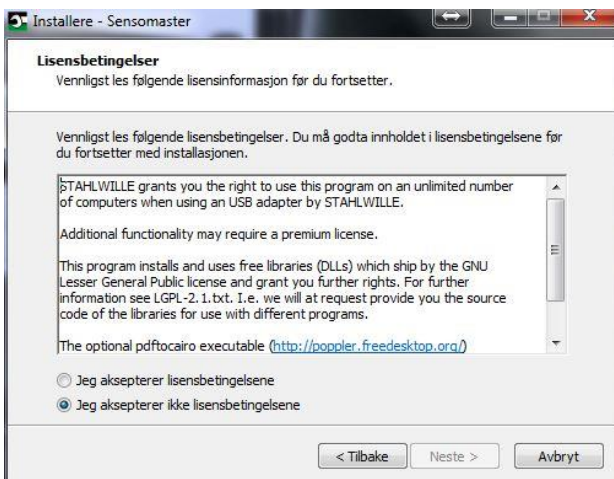 Installere - Sensomaster
Lisensbetingelser
Vennligst les følgende lisensinformasjon før du fortsetter.
Vennligst les følgende lisensbetingelser. Du må godta innholdet i lisensbetingelsene før
du fortsetter med installasjonen.
STAHLWILLE grants you the right to use this program on an unlimited number
of computers when using an USB adapter by STAHLWILLE.
Additional functionality may require a premium license.
This program installs and uses free libraries (DLLs) which ship by the GNU
Lesser General Public license and grant you further rights. For further
information see LGPL-2.1.txt. I.e. we will at request provide you the source
code of the libraries for use with different programs.
The optional pdftocairo executable (http://poppler.freedesktop.org/)
Jeg aksepterer lisensbetingelsene
Jeg aksepterer ikke lisensbetingelsene
< Tilbake
Neste >
Avbryt